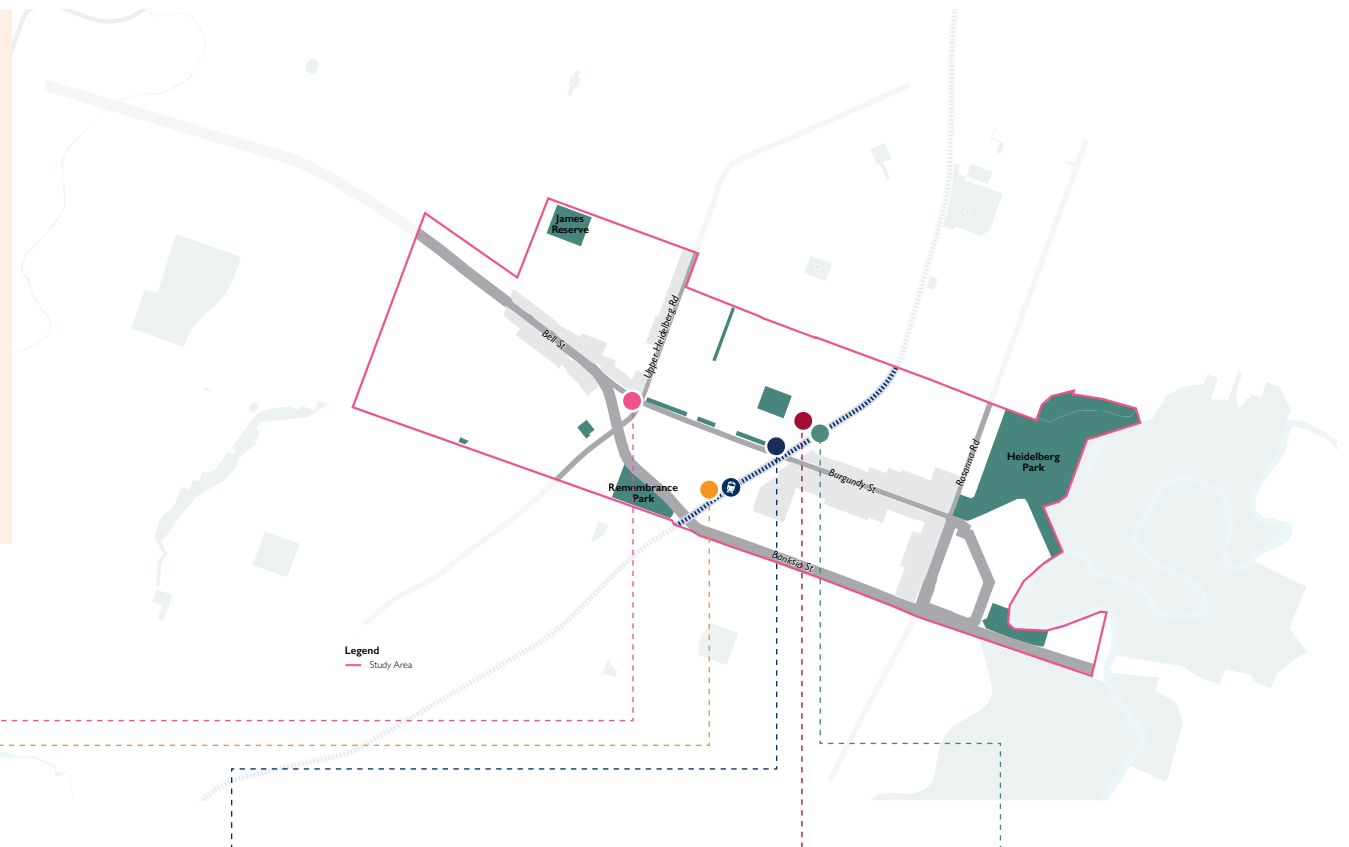 James
Reserve
Upper Heidelberg Rd
Bell St
Rosanna Rd
Heidelberg
Park
Burgundy St
Remembrance
Park
Banksia St
Legend
Study Area